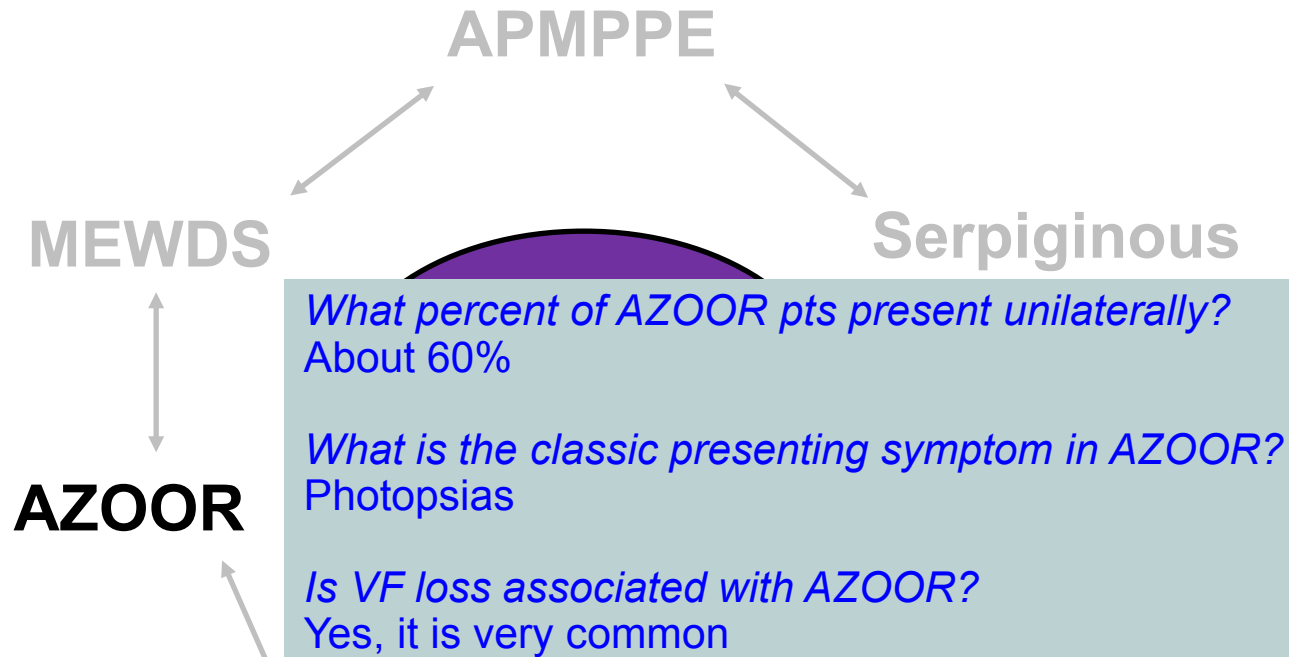 APMPPE
MEWDS
Serpiginous
What percent of AZOOR pts present unilaterally?
About 60%
What is the classic presenting symptom in AZOOR?
Photopsias
AZOOR
Is VF loss associated with AZOOR?
Yes, it is very common